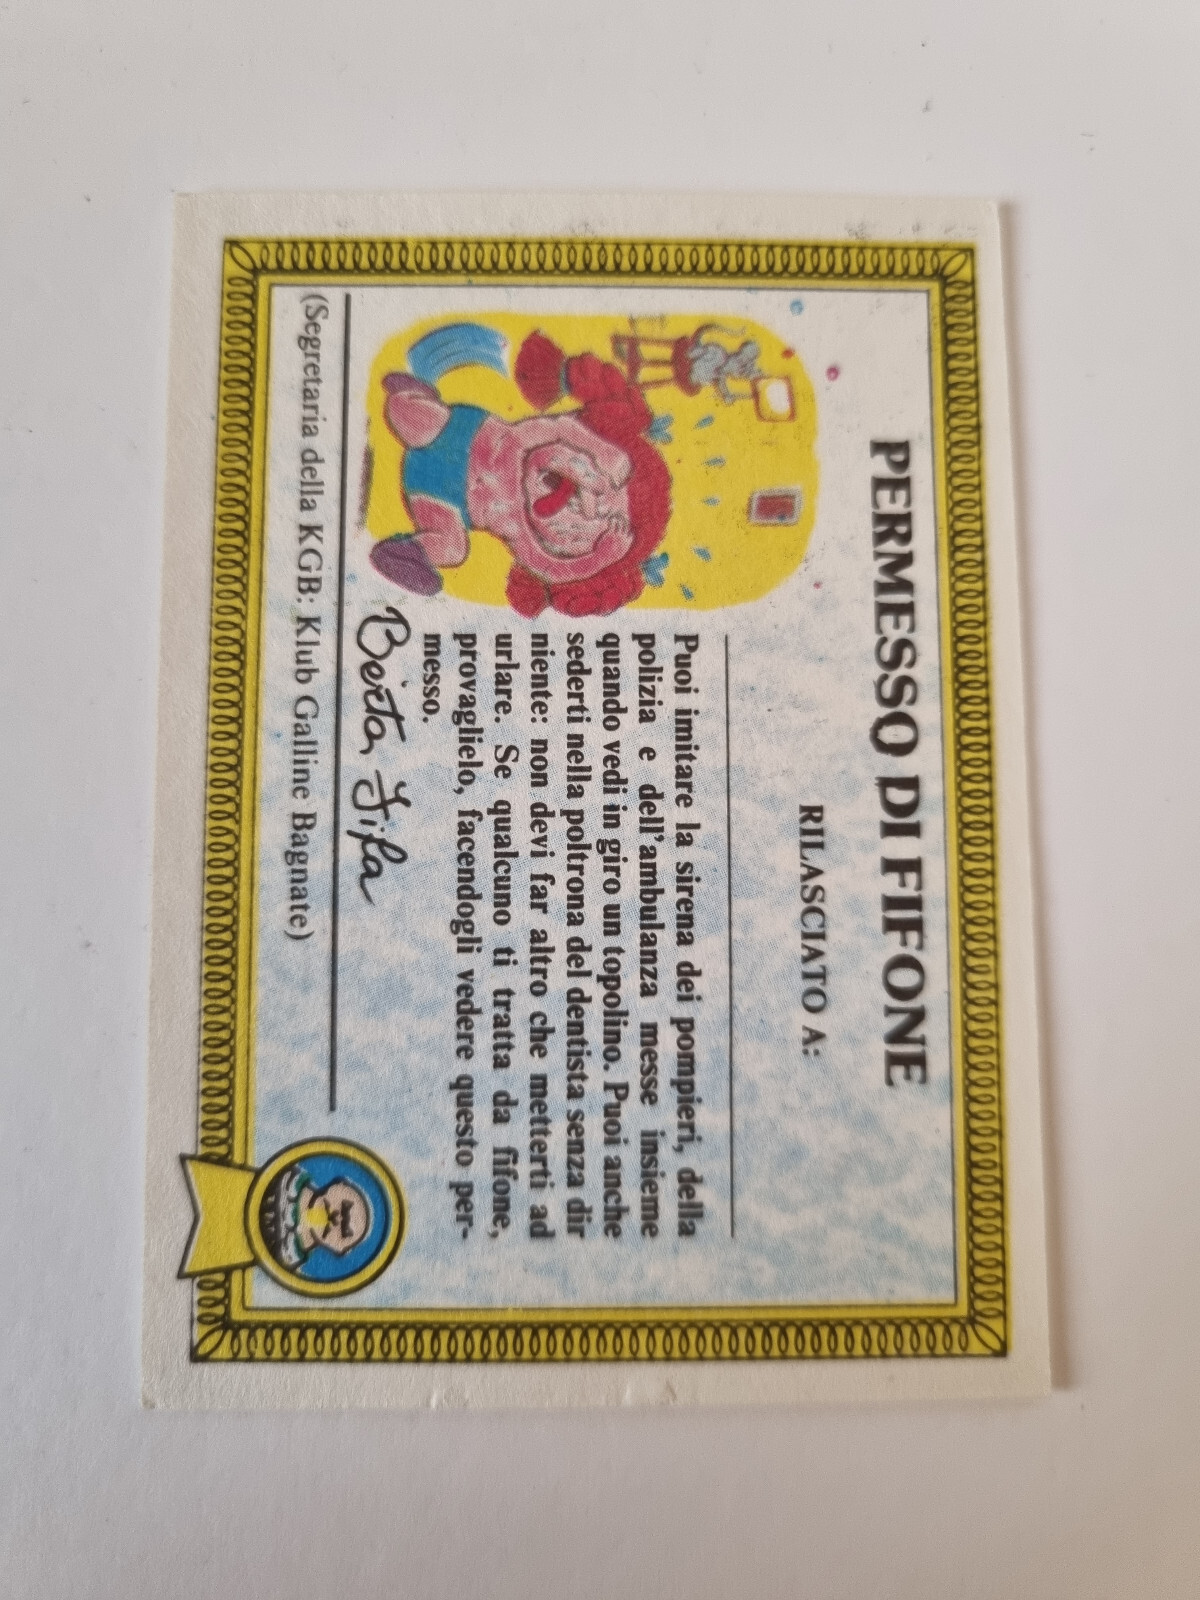 PERMESSO DI FIFONE
RILASCIATO A:
Puoi imitare la sirena dei pompieri, della
polizia e dell'ambulanza messe insieme
quando vedi in giro un topolino. Puoi anche
sederti nella poltrona del dentista senza dir
niente: non devi far altro che metterti ad
urlare. Se qualcuno ti tratta da fifone,
provaglielo, facendogli vedere questo per-
messo.
Berta Fifa
(Segretaria della KGB: Klub Galline Bagnate)